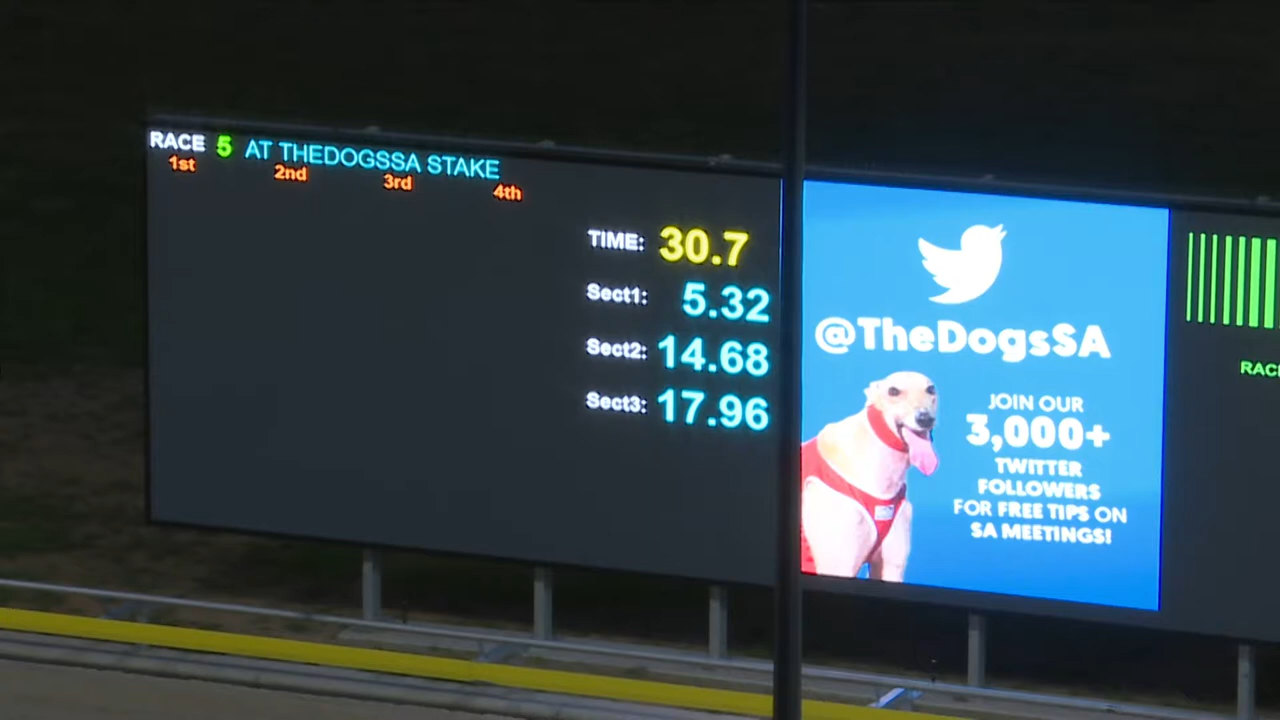 RACE 5 AT THEDOGSSA STAKE
1st 2nd 3rd 4th
TIME: 30.7
Sect1: 5.32
Sect2: 14.68
Sect3: 17.96
@TheDogsSA
JOIN OUR
3,000+
TWITTER
FOLLOWERS
FOR FREE TIPS ON
SA MEETINGS!